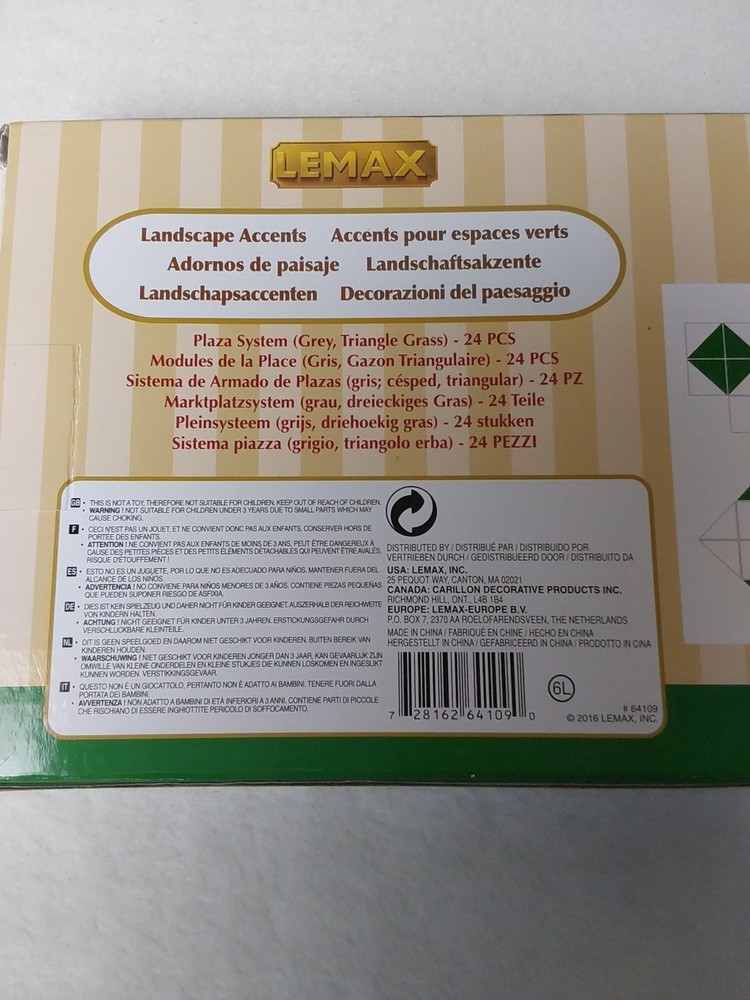 LEMAX
Landscape Accents Accents pour espaces verts
Adornos de paisaje Landschaftsakzente
Landschapsaccenten Decorazioni del paesaggio
Plaza System (Grey, Triangle Grass) - 24 PCS
Modules de la Place (Gris, Gazon Triangulaire) - 24 PCS
Sistema de Armado de Plazas (gris; césped, triangular) - 24 PZ
Marktplatzsystem (grau, dreieckiges Gras) - 24 Teile
Pleinsysteem (grijs, driehoekig gras) - 24 stukken
Sistema piazza (grigio, triangolo erba) - 24 PEZZI
GB • THIS IS NOT A TOY, THEREFORE NOT SUITABLE FOR CHILDREN. KEEP OUT OF REACH OF CHILDREN.
• WARNING ! NOT SUITABLE FOR CHILDREN UNDER 3 YEARS DUE TO SMALL PARTS WHICH MAY
CAUSE CHOKING.
F • CECI N'EST PAS UN JOUET, ET NE CONVIENT DONC PAS AUX ENFANTS. CONSERVER HORS DE
PORTÉE DES ENFANTS.
• ATTENTION ! NE CONVIENT PAS AUX ENFANTS DE MOINS DE 3 ANS, PEUT ÊTRE DANGEREUX À
CAUSE DES PETITES PIÈCES ET DES PETITS ÉLÉMENTS DÉTACHABLES QUI PEUVENT ÊTRE AVALÉS.
RISQUE D'ÉTOUFFEMENT !
ES • ESTO NO ES UN JUGUETE, POR LO QUE NO ES ADECUADO PARA NIÑOS. MANTENER FUERA DEL
ALCANCE DE LOS NIÑOS.
• ADVERTENCIA ! NO CONVIENE PARA NIÑOS MENORES DE 3 AÑOS, CONTIENE PIEZAS PEQUEÑAS
QUE PUEDEN SUPONER RIESGO DE ASFIXIA.
DE • DIES IST KEIN SPIELZEUG UND DAHER NICHT FÜR KINDER GEEIGNET. AUSZERHALB DER REICHWEITE
VON KINDERN HALTEN.
• ACHTUNG ! NICHT GEEIGNET FÜR KINDER UNTER 3 JAHREN. ERSTICKUNGSGEFAHR DURCH
VERSCHLUCKBARE KLEINTEILE.
NL • DIT IS GEEN SPEELGOED EN DAAROM NIET GESCHIKT VOOR KINDEREN. BUITEN BEREIK VAN
KINDEREN HOUDEN.
• WAARSCHUWING ! NIET GESCHIKT VOOR KINDEREN JONGER DAN 3 JAAR, KAN GEVAARLIJK ZIJN
OMWILLE VAN KLEINE ONDERDELEN EN KLEINE STUKJES DIE KUNNEN LOSKOMEN EN INGESLIKT
KUNNEN WORDEN. VERSTIKKINGSGEVAAR.
IT • QUESTO NON È UN GIOCATTOLO, PERTANTO NON È ADATTO AI BAMBINI. TENERE FUORI DALLA
PORTATA DEI BAMBINI.
• AVVERTENZA ! NON ADATTO A BAMBINI DI ETÀ INFERIORI A 3 ANNI, CONTIENE PARTI DI PICCOLE
CHE RISCHIANO DI ESSERE INGHIOTTITE PERICOLO DI SOFFOCAMENTO.
DISTRIBUTED BY / DISTRIBUÉ PAR / DISTRIBUIDO POR
VERTRIEBEN DURCH / GEDISTRIBUEERD DOOR / DISTRIBUITO DA
USA: LEMAX, INC.
25 PEQUOT WAY, CANTON, MA 02021
CANADA: CARILLON DECORATIVE PRODUCTS INC.
RICHMOND HILL, ONT., L4B 1B4
EUROPE: LEMAX-EUROPE B.V.
P.O. BOX 7, 2370 AA ROELOFARENDSVEEN, THE NETHERLANDS
MADE IN CHINA / FABRIQUÉ EN CHINE / HECHO EN CHINA
HERGESTELLT IN CHINA / GEFABRICEERD IN CHINA / PRODOTTO IN CINA
7 28162 64109 0
6L
# 64109
© 2016 LEMAX, INC.